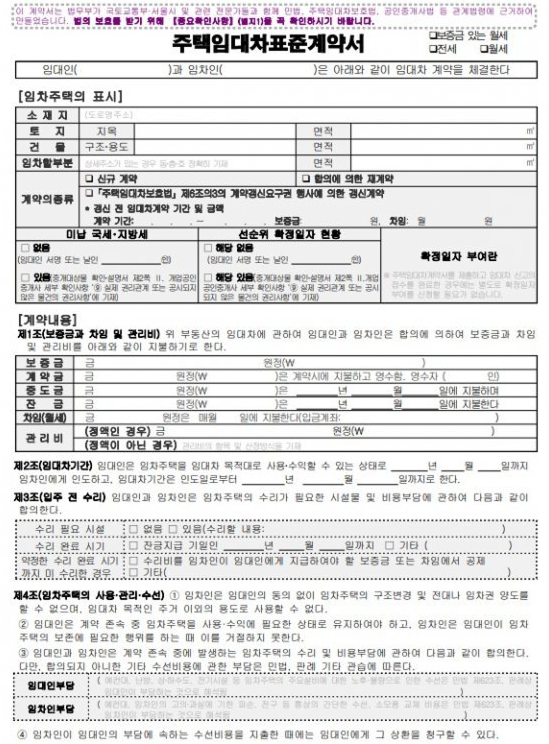 이 계약서는 법무부가 국토교통부·서울시 및 관련 전문가들과 함께 민법, 주택임대차보호법, 공인중개사법 등 관계법령에 근거하여
만들었습니다. 법의 보호를 받기 위해 【중요확인사항】(별지1)을 꼭 확인하시기 바랍니다.
□보증금 있는 월세
주택임대차표준계약서
□전세 □월세
임대인( )과 임차인( )은 아래와 같이 임대차 계약을 체결한다
[임차주택의 표시]
소 재 지 (도로명주소)
토 지 지목 면적 ㎡
건 물 구조·용도 면적 ㎡
임차할부분 상세주소가 있는 경우 동·층·호 정확히 기재 면적 ㎡
계약의종류
□ 신규 계약 □ 합의에 의한 재계약
□ 「주택임대차보호법」 제6조의3의 계약갱신요구권 행사에 의한 갱신계약
* 갱신 전 임대차계약 기간 및 금액
계약 기간: . . . ~ . . . 보증금: 원, 차임: 월 원
미납 국세·지방세 선순위 확정일자 현황 확정일자 부여란
□ 없음
(임대인 서명 또는 날인 ㊞)
□ 해당 없음
(임대인 서명 또는 날인 ㊞)
□ 있음(중개대상물 확인·설명서 제2쪽 Ⅱ. 개업공인
중개사 세부 확인사항 '⑨ 실제 권리관계 또는 공시되지
않은 물건의 권리사항'에 기재)
□ 해당 있음(중개대상물 확인·설명서 제2쪽 Ⅱ. 개업
공인중개사 세부 확인사항 '⑨ 실제 권리관계 또는 공시
되지 않은 물건의 권리사항'에 기재)
※ 주택임대차계약서를 제출하고 임대차 신고의
접수를 완료한 경우에는 별도로 확정일자
부여를 신청할 필요가 없습니다.
[계약내용]
제1조(보증금과 차임 및 관리비) 위 부동산의 임대차에 관하여 임대인과 임차인은 합의에 의하여 보증금과 차임
및 관리비를 아래와 같이 지불하기로 한다.
보 증 금 금 원정(₩ )
계 약 금 금 원정(₩ )은 계약시에 지불하고 영수함. 영수자 ( 인)
중 도 금 금 원정(₩ )은 년 월 일에 지불하며
잔 금 금 원정(₩ )은 년 월 일에 지불한다
차임(월세) 금 원정은 매월 일에 지불한다(입금계좌: )
관 리 비
(정액인 경우) 금 원정(₩ )
(정액이 아닌 경우) 관리비의 항목 및 산정방식을 기재
제2조(임대차기간) 임대인은 임차주택을 임대차 목적대로 사용·수익할 수 있는 상태로 년 월 일까지
임차인에게 인도하고, 임대차기간은 인도일로부터 년 월 일까지로 한다.
제3조(입주 전 수리) 임대인과 임차인은 임차주택의 수리가 필요한 시설물 및 비용부담에 관하여 다음과 같이
합의한다.
수리 필요 시설 □ 없음 □ 있음(수리할 내용: )
수리 완료 시기 □ 잔금지급 기일인 년 월 일까지 □ 기타 ( )
약정한 수리 완료 시기
까지 미 수리한 경우
□ 수리비를 임차인이 임대인에게 지급하여야 할 보증금 또는 차임에서 공제
□ 기타( )
제4조(임차주택의 사용·관리·수선) ① 임차인은 임대인의 동의 없이 임차주택의 구조변경 및 전대나 임차권 양도를
할 수 없으며, 임대차 목적인 주거 이외의 용도로 사용할 수 없다.
② 임대인은 계약 존속 중 임차주택을 사용·수익에 필요한 상태로 유지하여야 하고, 임차인은 임대인이 임차
주택의 보존에 필요한 행위를 하는 때 이를 거절하지 못한다.
③ 임대인과 임차인은 계약 존속 중에 발생하는 임차주택의 수리 및 비용부담에 관하여 다음과 같이 합의한다.
다만, 합의되지 아니한 기타 수선비용에 관한 부담은 민법, 판례 기타 관습에 따른다.
임대인부담 ( 예컨대, 난방, 상·하수도, 전기시설 등 임차주택의 주요설비에 대한 노후·불량으로 인한 수선은 민법 제623조, 판례상
임대인이 부담하는 것으로 해석됨 )
임차인부담 ( 예컨대, 임차인의 고의·과실에 기한 파손, 전구 등 통상의 간단한 수선, 소모품 교체 비용은 민법 제623조, 판례상
임차인이 부담하는 것으로 해석됨 )
④ 임차인이 임대인의 부담에 속하는 수선비용을 지출한 때에는 임대인에게 그 상환을 청구할 수 있다.